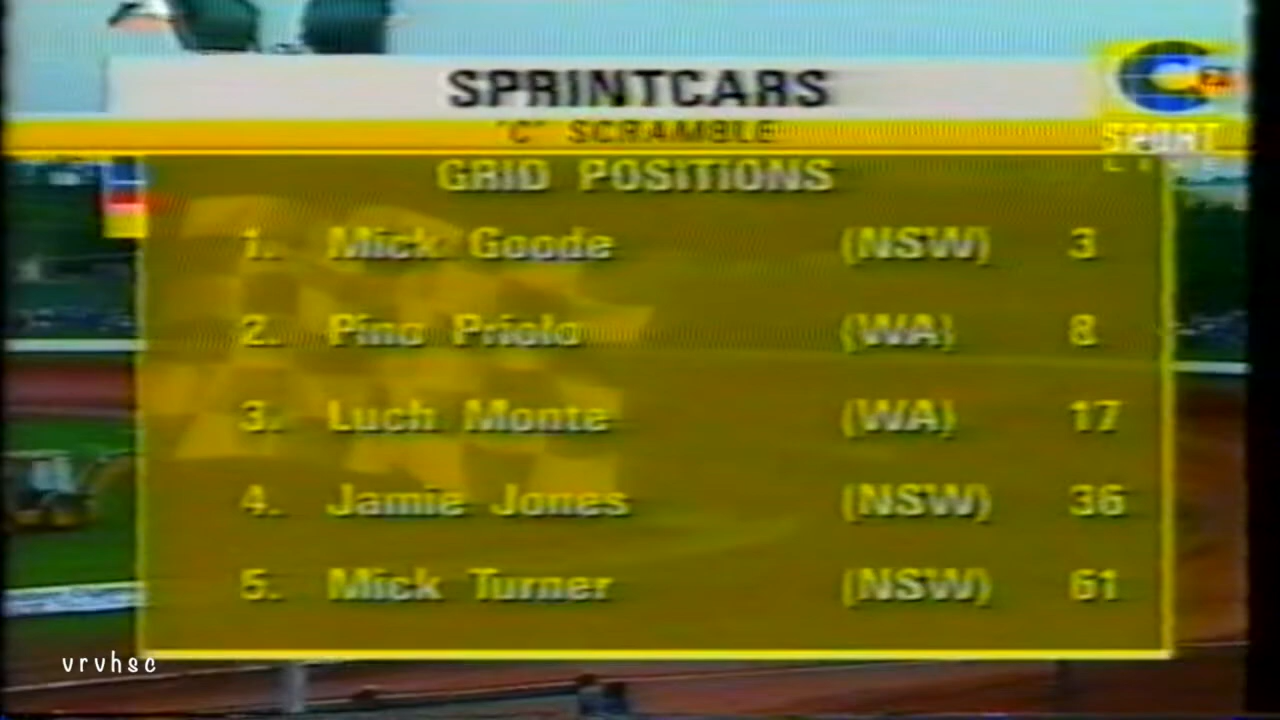 SPRINTCARS
"C" SCRAMBLE
SPORT
GRID POSITIONS
1. Mick Goode (NSW) 3
2. Pino Priolo (WA) 8
3. Luch Monte (WA) 17
4. Jamie Jones (NSW) 36
5. Mick Turner (NSW) 61
vrvhsc